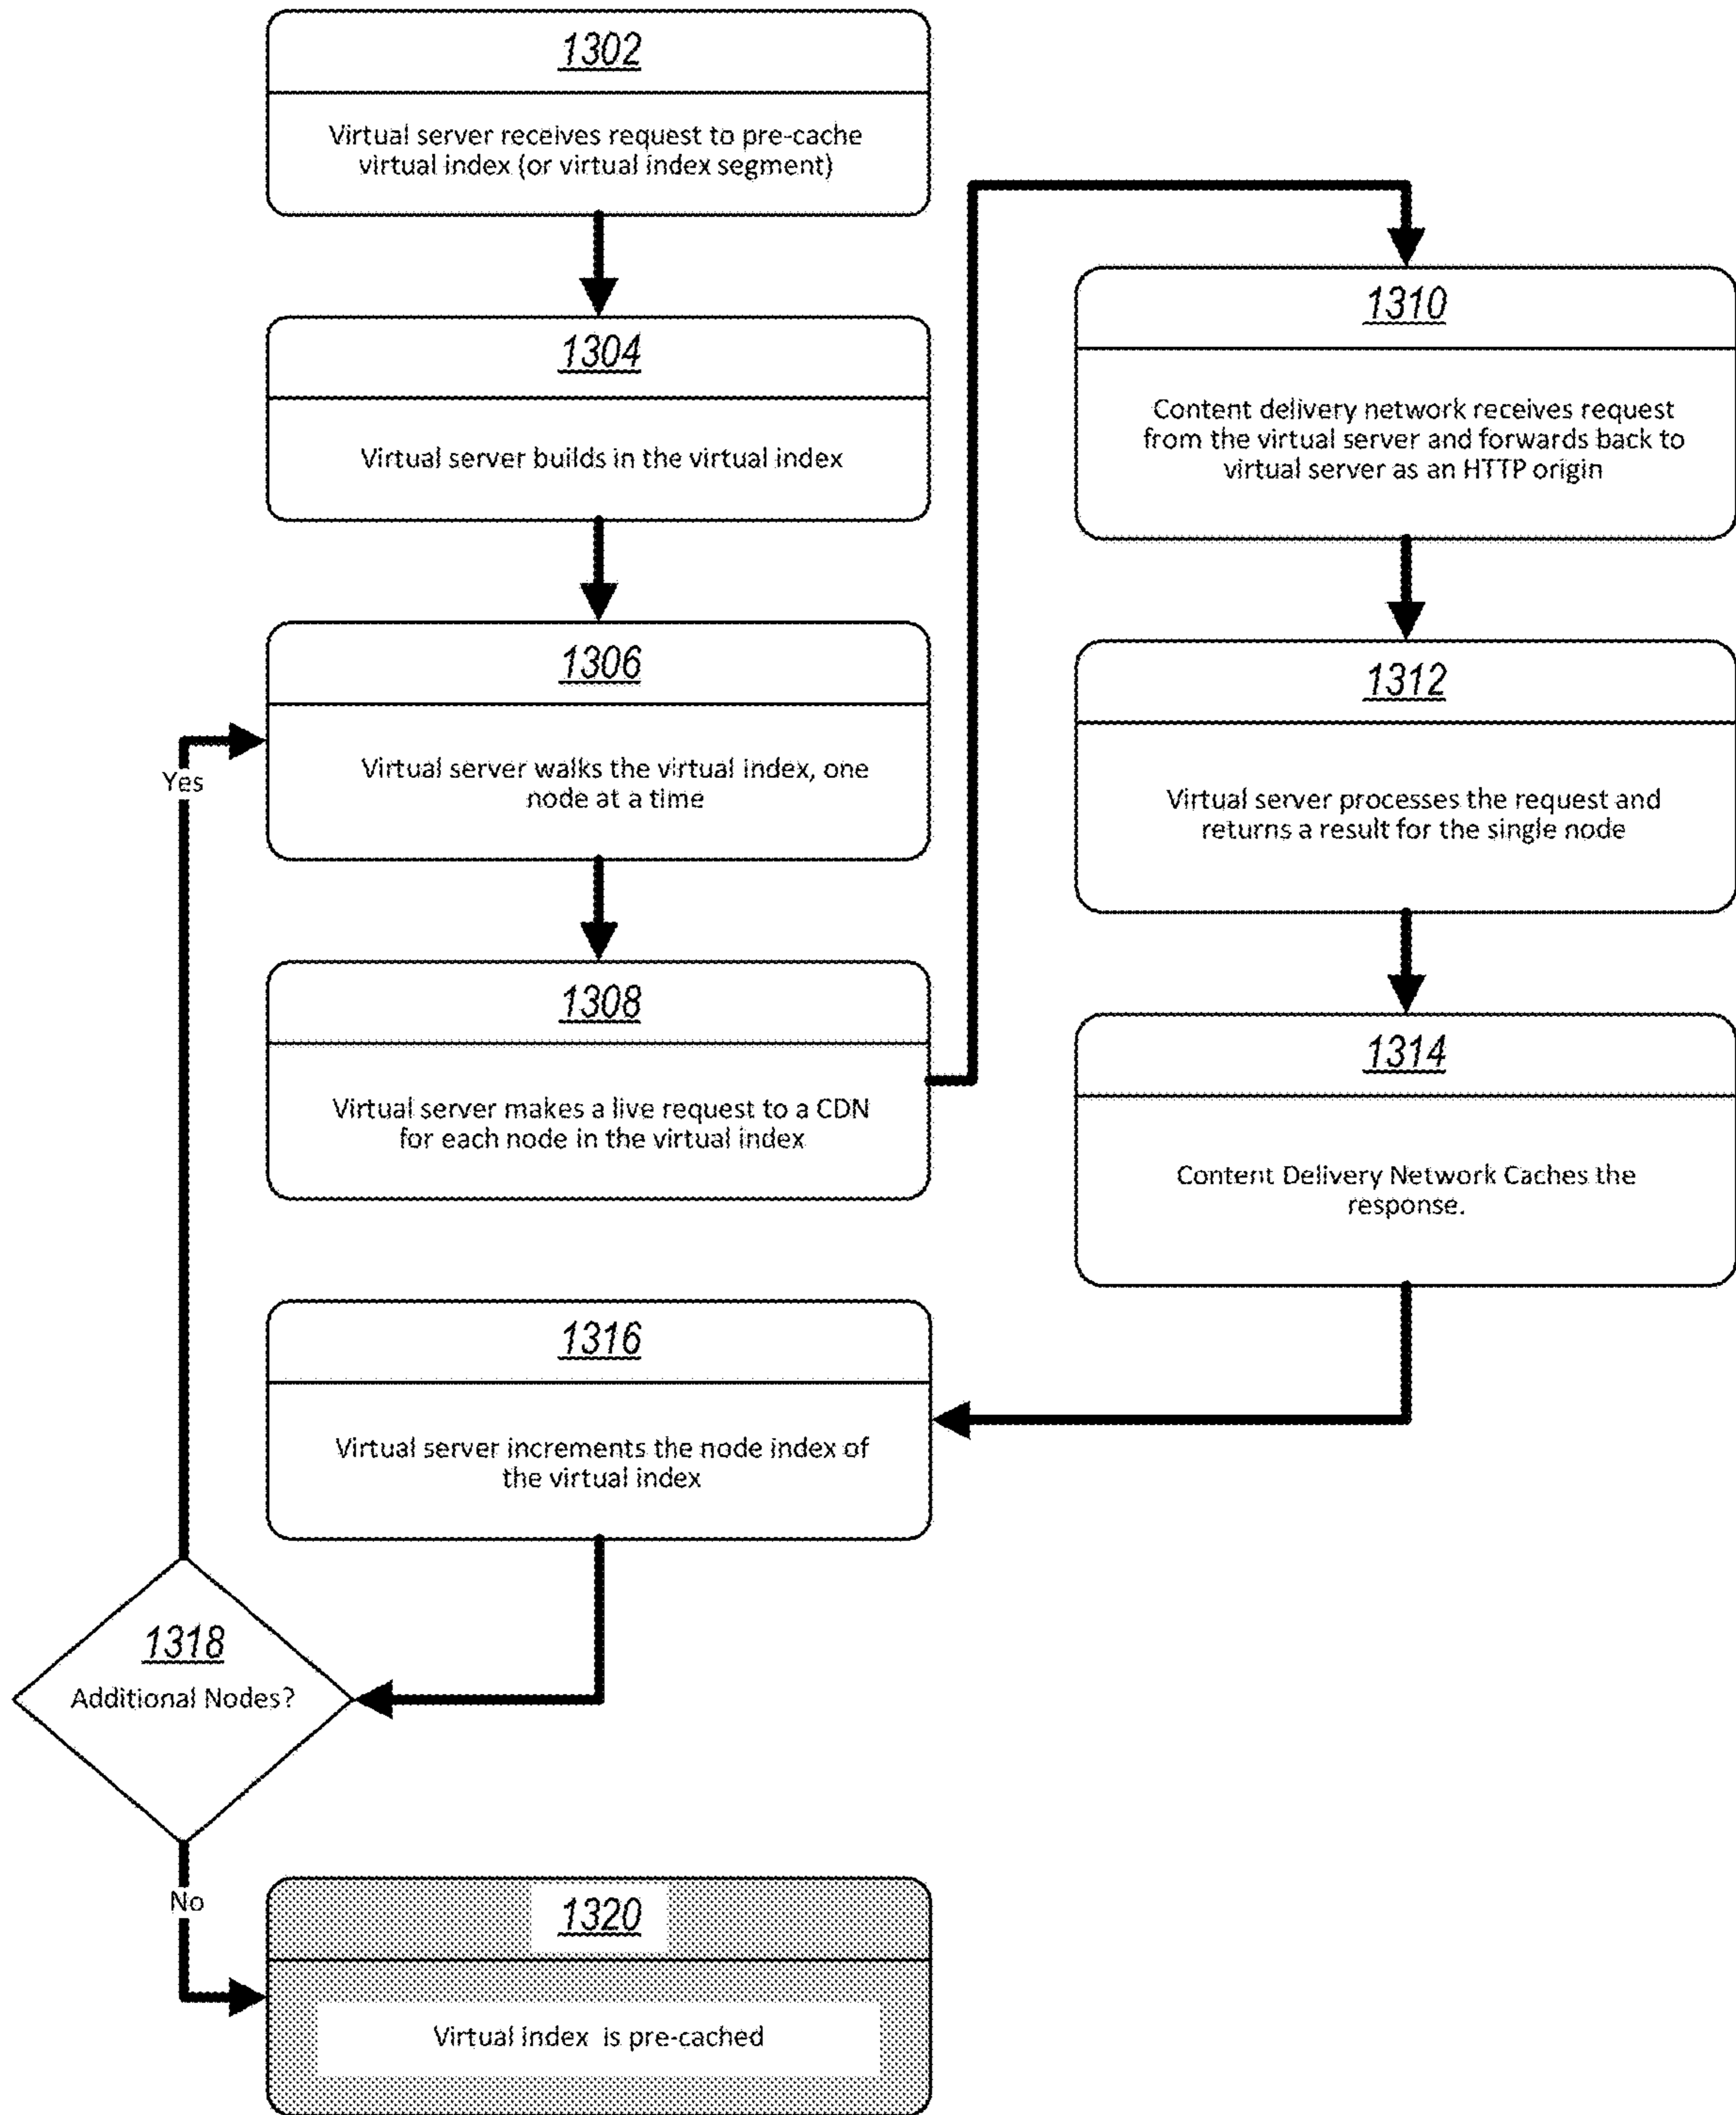 1302
Virtual server receives request to pre-cache
virtual index (or virtual index segment)
1304
Virtual server builds in the virtual index
1306
Virtual server walks the virtual index, one
node at a time
Yes
1308
Virtual server makes a live request to a CDN
for each node in the virtual index
1310
Content delivery network receives request
from the virtual server and forwards back to
virtual server as an HTTP origin
1312
Virtual server processes the request and
returns a result for the single node
1314
Content Delivery Network Caches the
response.
1316
Virtual server increments the node index of
the virtual index
1318
Additional Nodes?
No
1320
Virtual index is pre-cached